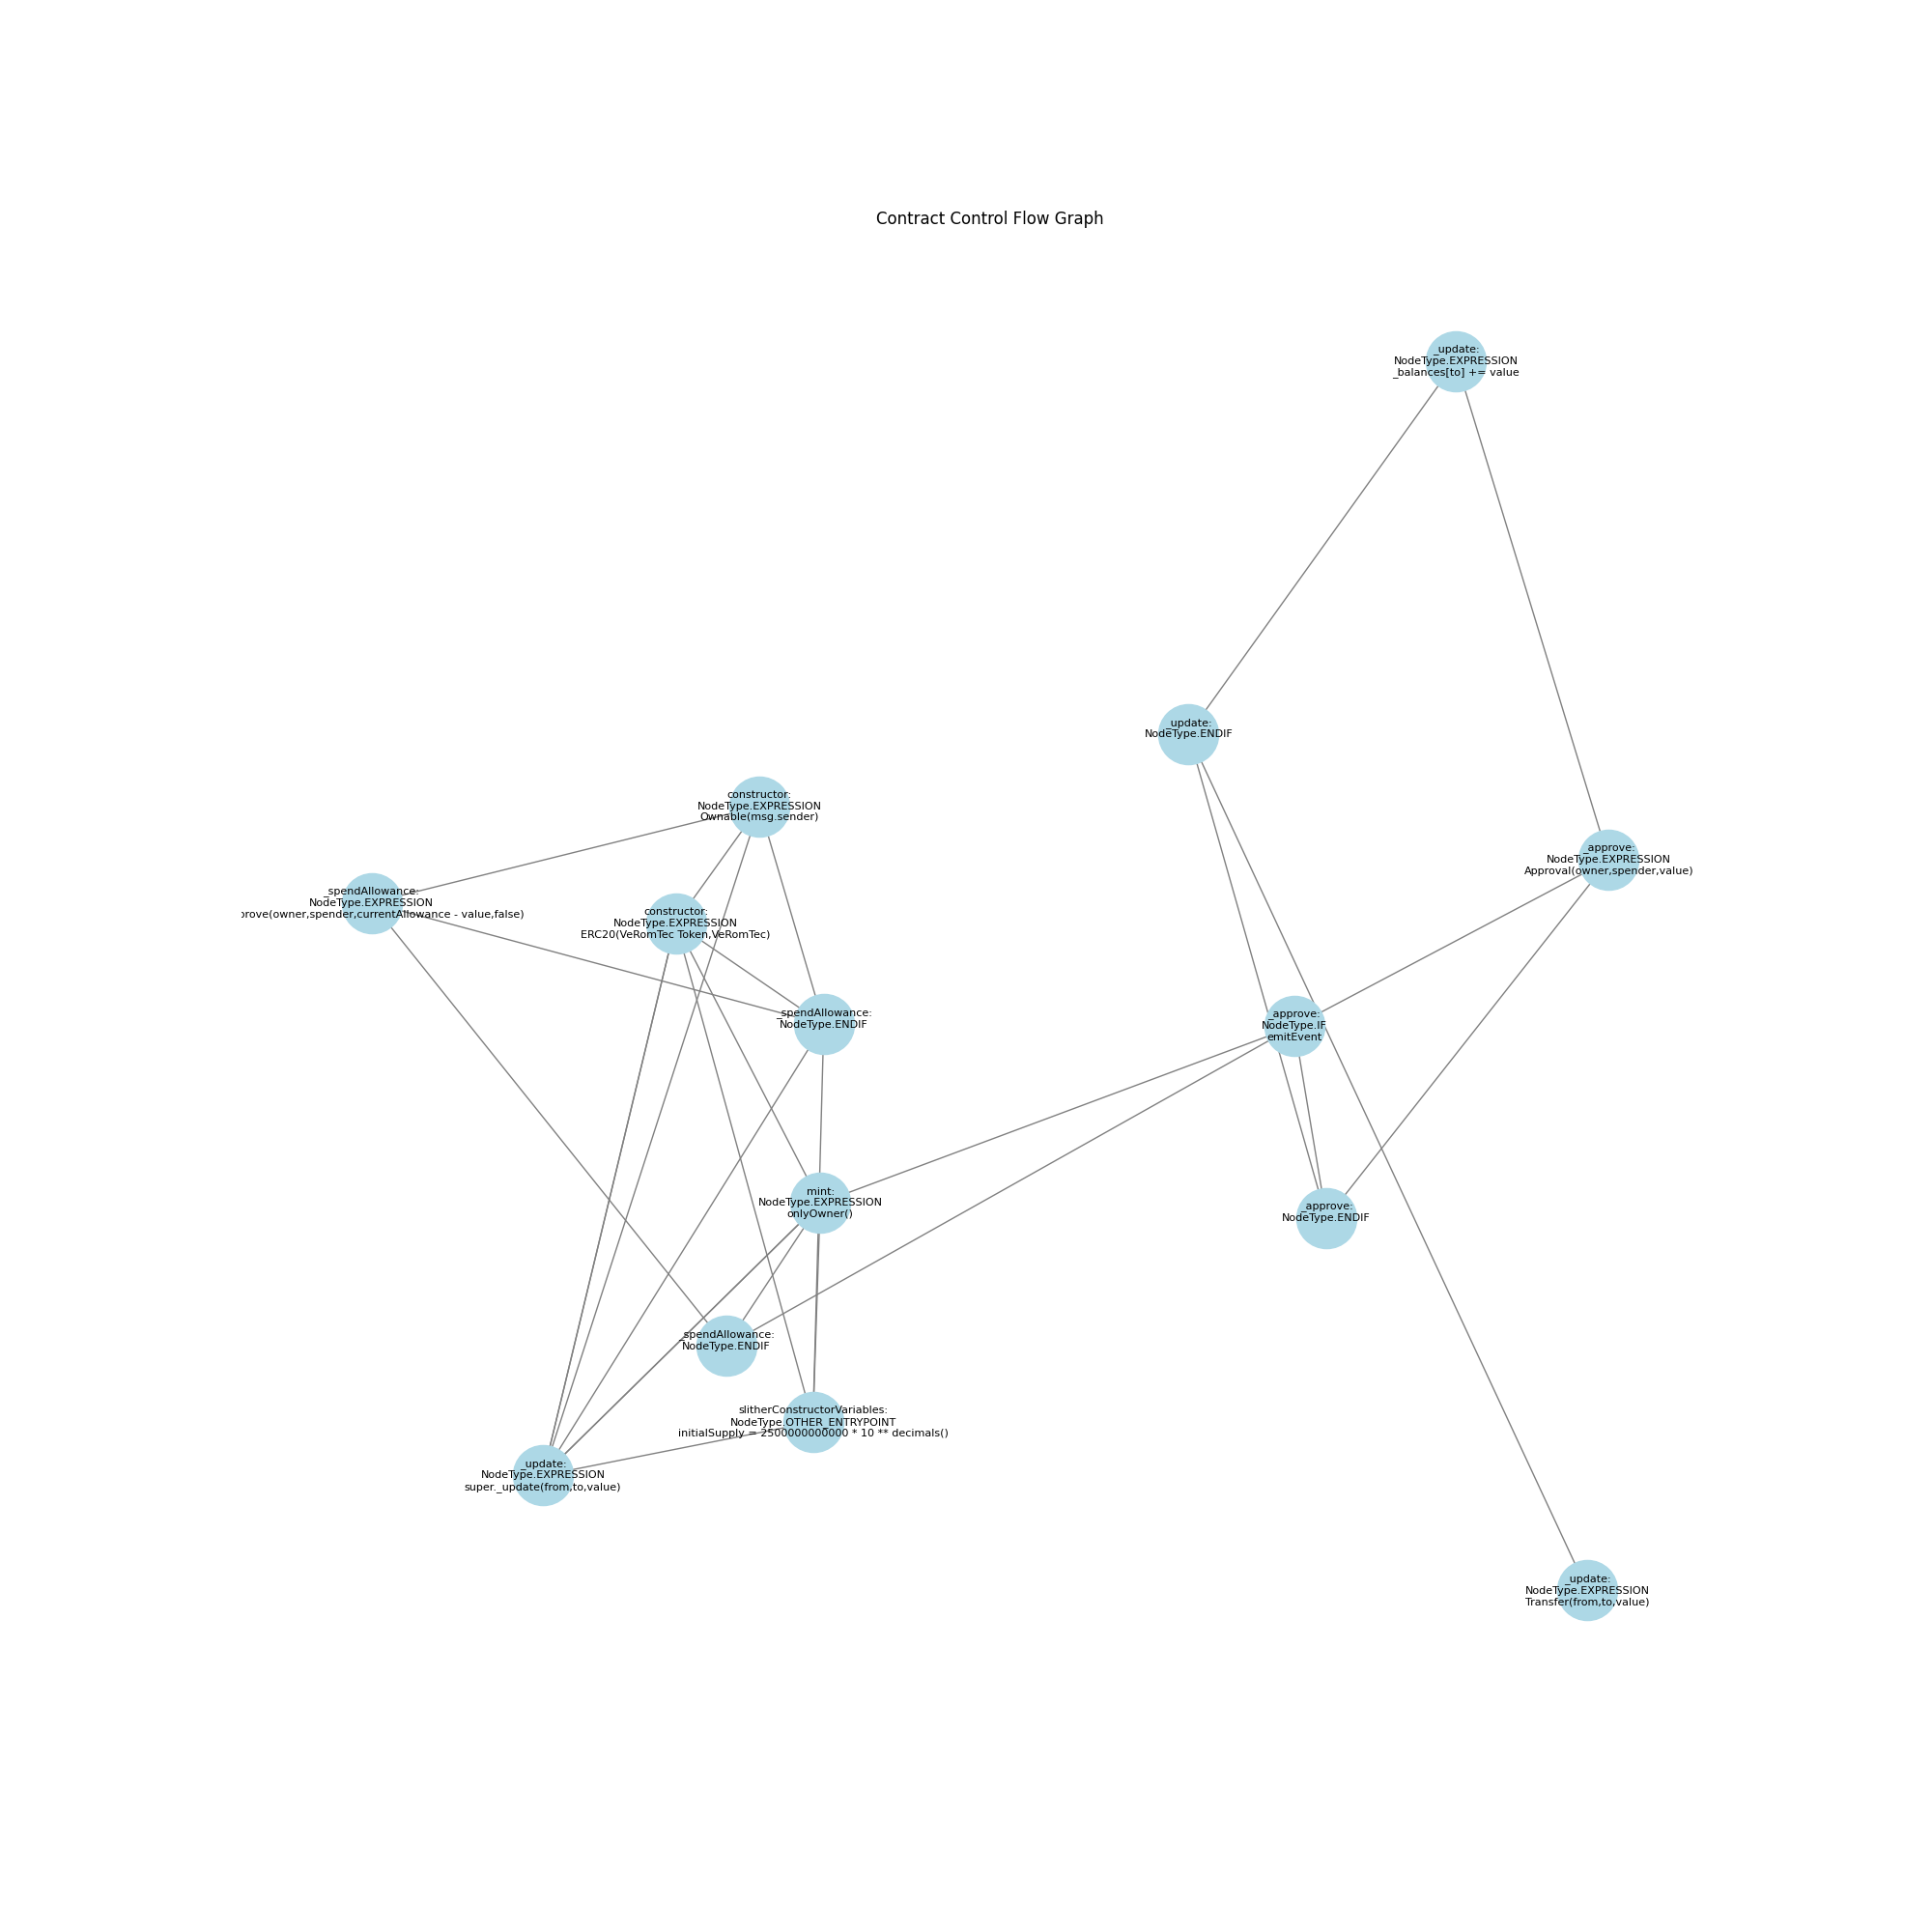 Contract Control Flow Graph
_update:
NodeType.EXPRESSION
_balances[to] += value
_update:
NodeType.ENDIF
constructor:
NodeType.EXPRESSION
Ownable(msg.sender)
_approve:
NodeType.EXPRESSION
Approval(owner,spender,value)
_spendAllowance:
NodeType.EXPRESSION
prove(owner,spender,currentAllowance - value,false)
constructor:
NodeType.EXPRESSION
ERC20(VeRomTec Token,VeRomTec)
_spendAllowance:
NodeType.ENDIF
_approve:
NodeType.IF
emitEvent
mint:
NodeType.EXPRESSION
onlyOwner()
_approve:
NodeType.ENDIF
_spendAllowance:
NodeType.ENDIF
slitherConstructorVariables:
NodeType.OTHER_ENTRYPOINT
initialSupply = 2500000000000 * 10 ** decimals()
_update:
NodeType.EXPRESSION
super._update(from,to,value)
_update:
NodeType.EXPRESSION
Transfer(from,to,value)